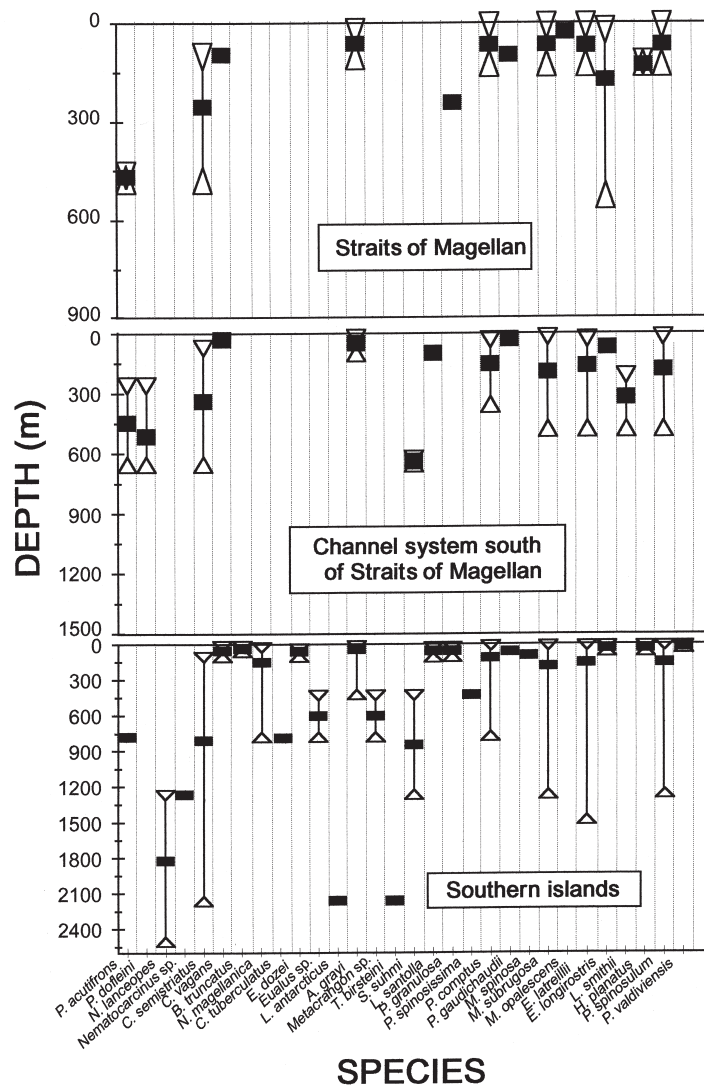 0
300
600
900
Straits of Magellan
0
300
600
900
1200
1500
Channel system south
of Straits of Magellan
0
300
600
900
1200
1500
1800
2100
2400
Southern islands
DEPTH (m)
P. acutifrons
P. dofleini
N. lanceopes
Nematocarcinus sp.
C. semistriatus
C. vagans
B. truncatus
N. magellanica
C. tuberculatus
E. dozei
Eualus sp.
L. antarcticus
A. grayi
Metacrangon sp.
T. birsteini
S. suhmi
L. santolla
P. granulosa
P. spinosissima
P. comptus
P. gaudichaudii
M. spinosa
M. subrugosa
M. opalescens
E. latreillii
E. longirostris
L. smithii
H. planatus
P. spinosulum
P. valdiviensis
SPECIES